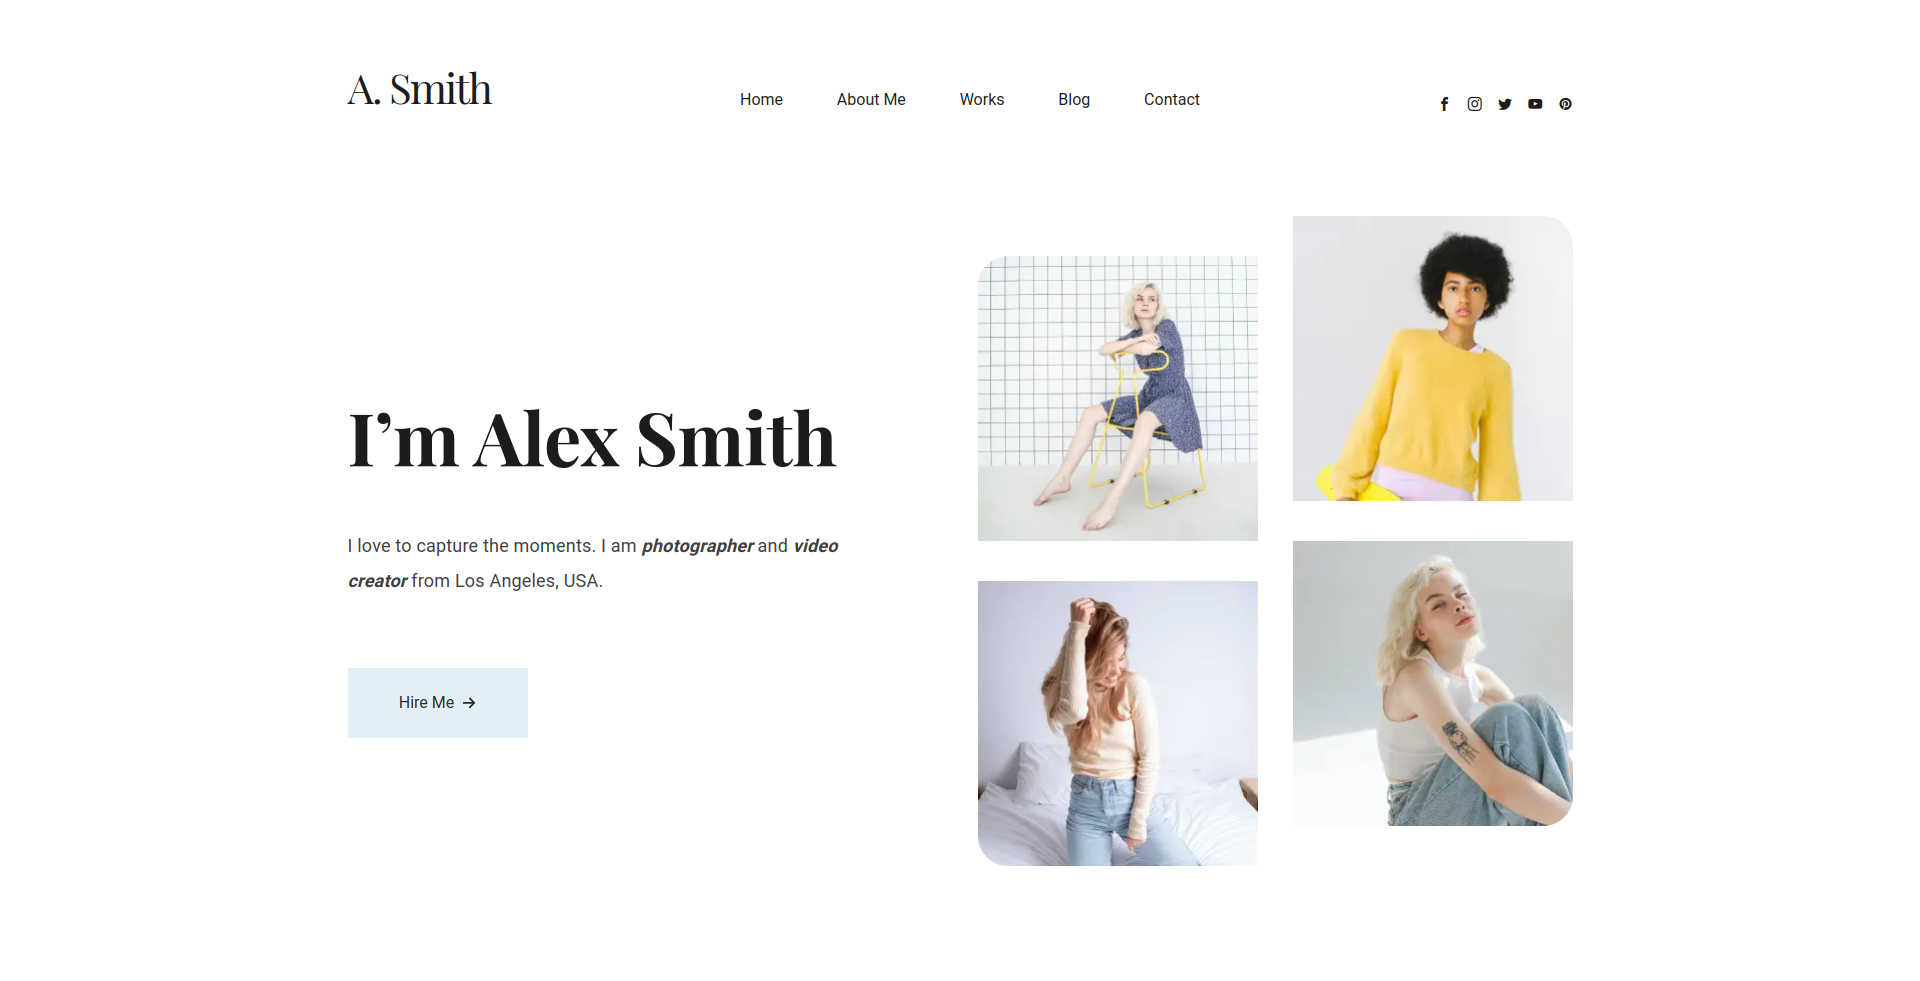 A. Smith
Home About Me Works Blog Contact
I’m Alex Smith
I love to capture the moments. I am photographer and video
creator from Los Angeles, USA.
Hire Me